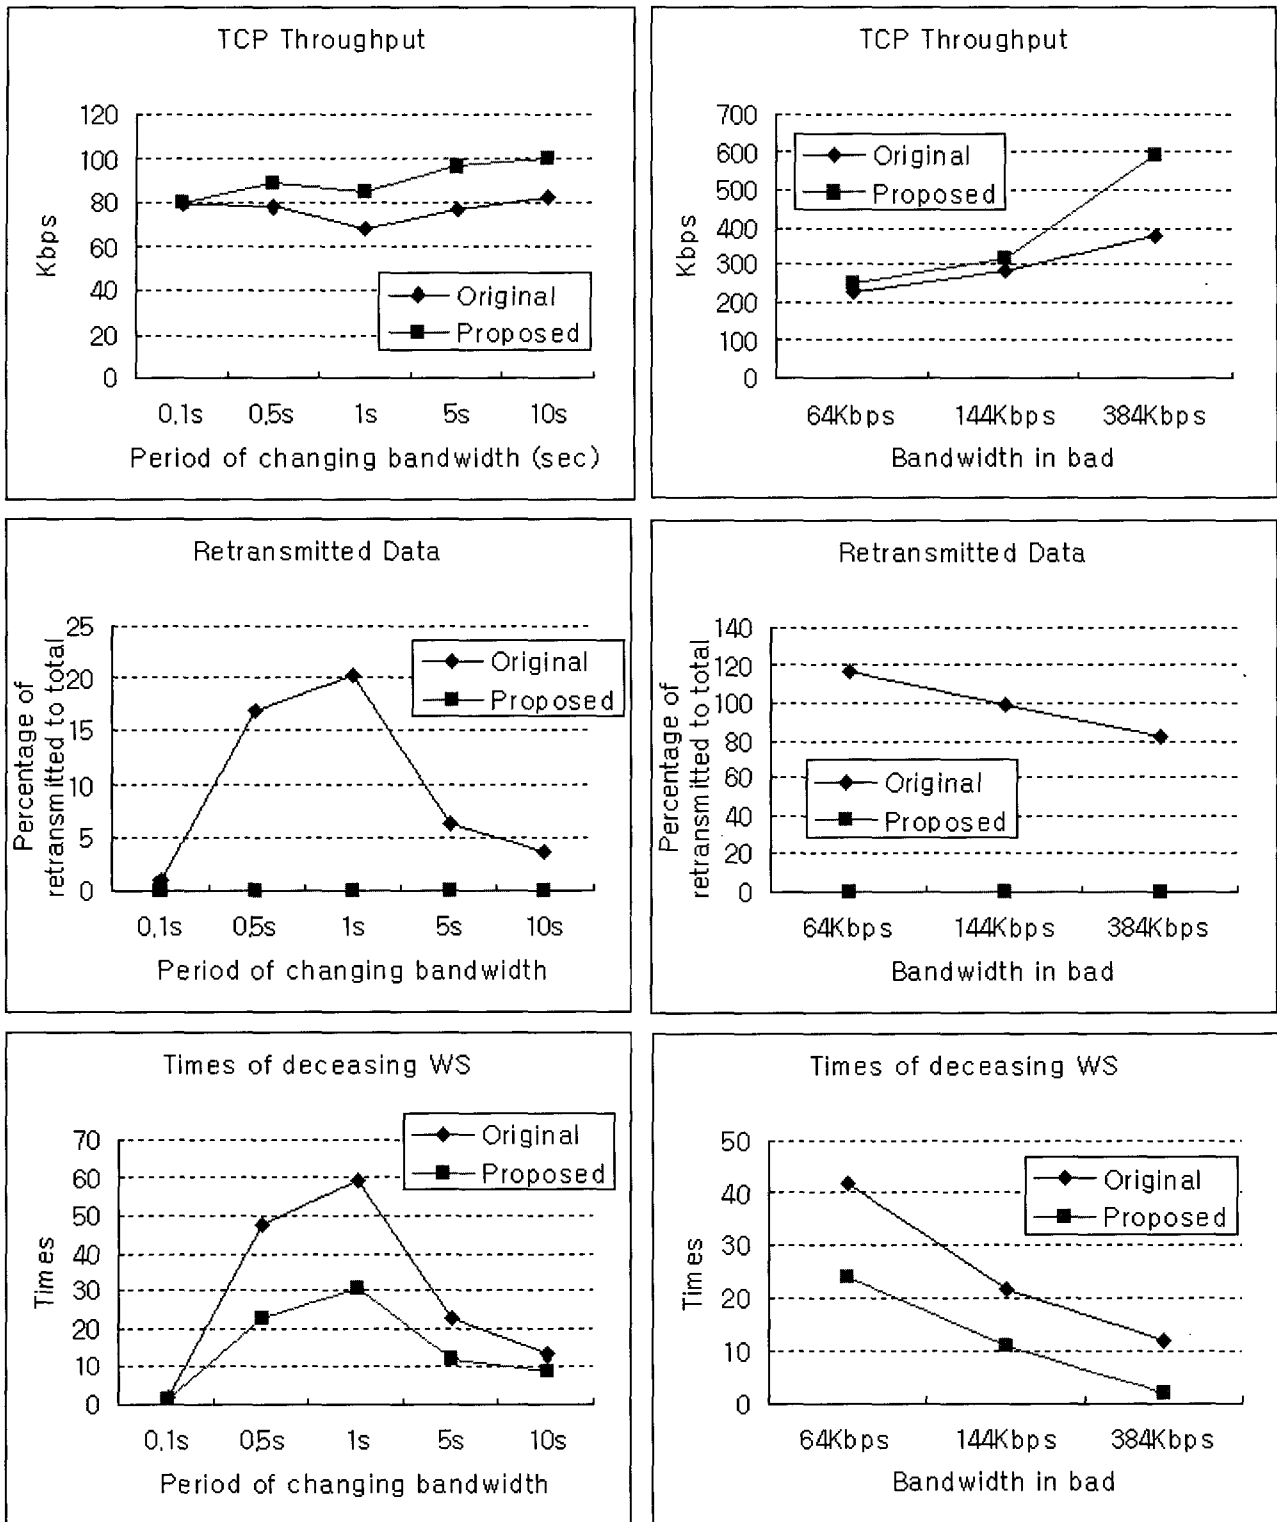 TCP Throughput
120
100
80
60
40
20
0
Kbps
Original
Proposed
0,1s 0,5s 1s 5s 10s
Period of changing bandwidth (sec)
TCP Throughput
700
600
500
400
300
200
100
0
Kbps
Original
Proposed
64Kbps 144Kbps 384Kbps
Bandwidth in bad
Retransmitted Data
25
20
15
10
5
0
Percentage of
retransmitted to total
Original
Proposed
0,1s 0,5s 1s 5s 10s
Period of changing bandwidth
Retransmitted Data
140
120
100
80
60
40
20
0
Percentage of
retransmitted to total
Original
Proposed
64Kbps 144Kbps 384Kbps
Bandwidth in bad
Times of deceasing WS
70
60
50
40
30
20
10
0
Times
Original
Proposed
0,1s 0,5s 1s 5s 10s
Period of changing bandwidth
Times of deceasing WS
50
40
30
20
10
0
Times
Original
Proposed
64Kbps 144Kbps 384Kbps
Bandwidth in bad